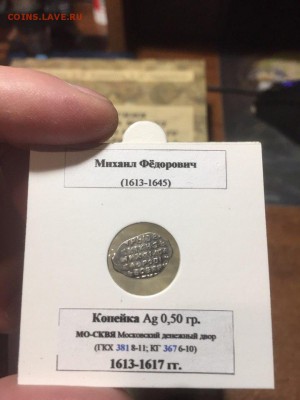 COINS.LAVE.RU
Михаил Фёдорович
(1613-1645)
Копейка Ag 0,50 гр.
МО-СКВЯ Московский денежный двор
(ГКХ 381 8-11; КГ 367 6-10)
1613-1617 гг.